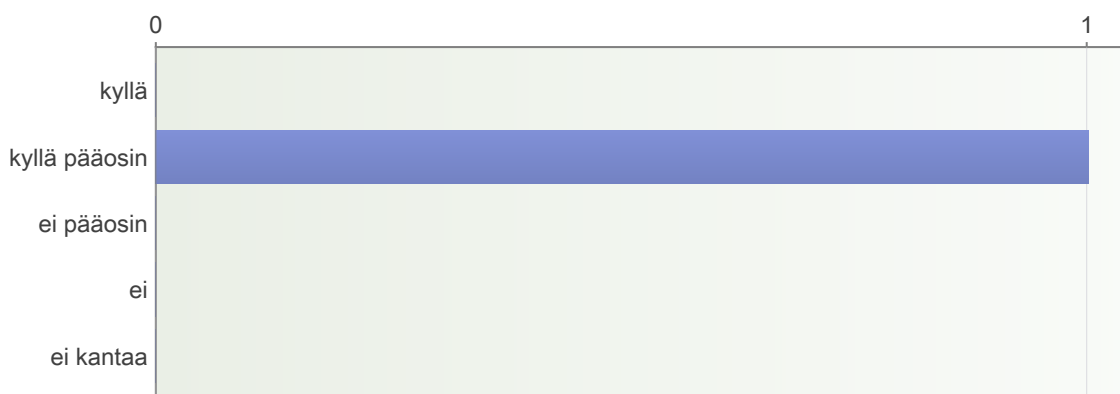 0 1
kyllä
kyllä pääosin
ei pääosin
ei
ei kantaa